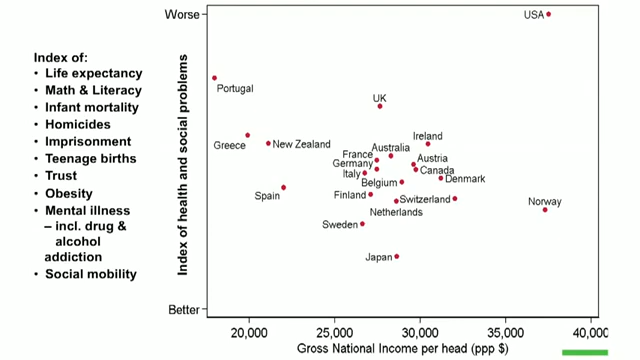 Index of:
• Life expectancy
• Math & Literacy
• Infant mortality
• Homicides
• Imprisonment
• Teenage births
• Trust
• Obesity
• Mental illness
– incl. drug &
alcohol
addiction
• Social mobility
Index of health and social problems
Worse
Better
USA
Portugal
UK
Greece
New Zealand
Ireland
Australia
France
Austria
Germany
Canada
Italy
Denmark
Belgium
Spain
Finland
Switzerland
Norway
Netherlands
Sweden
Japan
20,000 25,000 30,000 35,000 40,000
Gross National Income per head (ppp $)